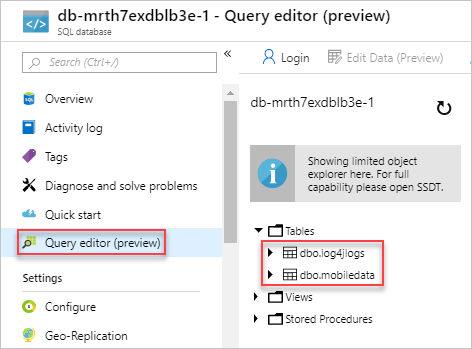 db-mrth7exdblb3e-1 - Query editor (preview)
SQL database
Search (Ctrl+/)
«
Login
Edit Data (Preview)
Overview
Activity log
Tags
Diagnose and solve problems
Quick start
Query editor (preview)
Settings
Configure
Geo-Replication
db-mrth7exdblb3e-1
Showing limited object
explorer here. For full
capability please open SSDT.
Tables
dbo.log4jlogs
dbo.mobiledata
Views
Stored Procedures